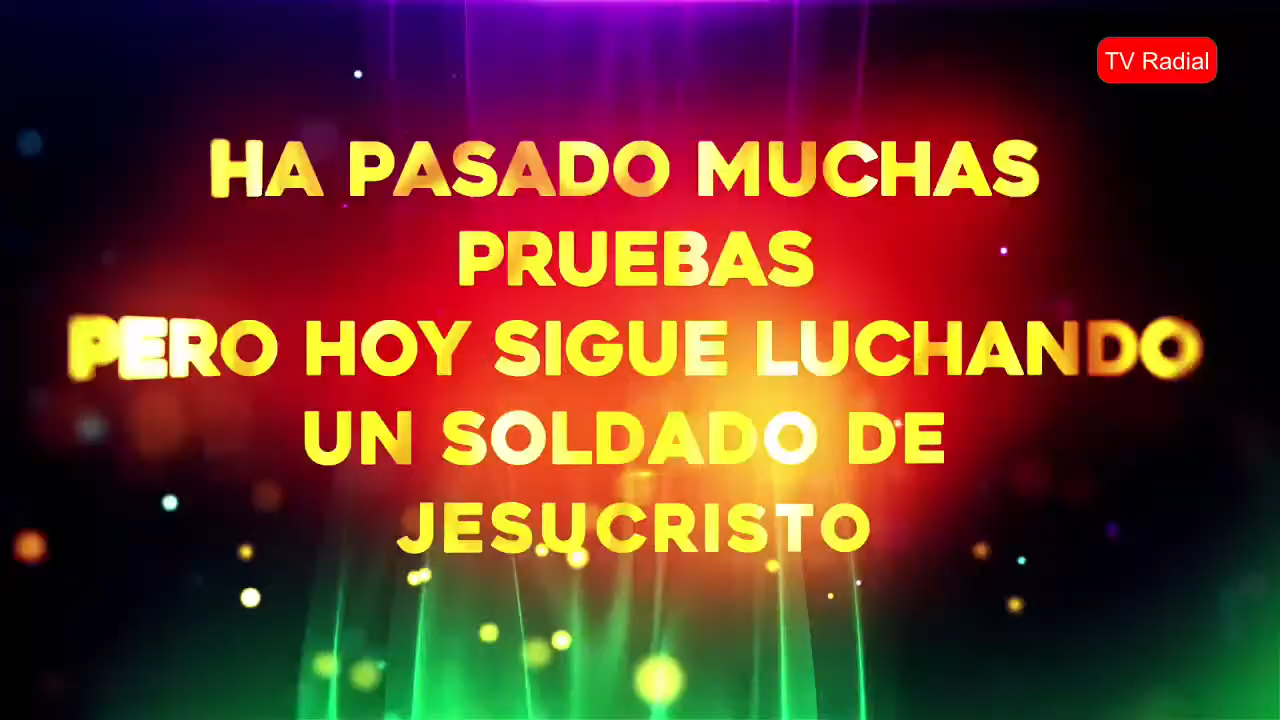 TV Radial
HA PASADO MUCHAS
PRUEBAS
PERO HOY SIGUE LUCHANDO
UN SOLDADO DE
JESUCRISTO